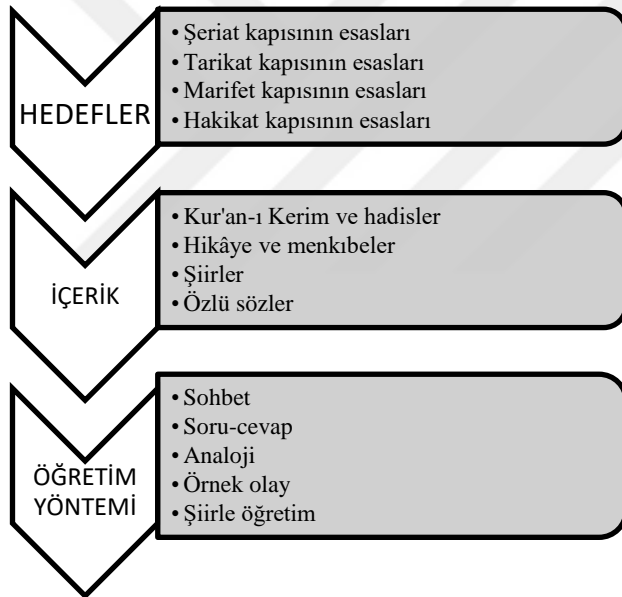 HEDEFLER
• Şeriat kapısının esasları
• Tarikat kapısının esasları
• Marifet kapısının esasları
• Hakikat kapısının esasları
İÇERİK
• Kur'an-ı Kerim ve hadisler
• Hikâye ve menkıbeler
• Şiirler
• Özlü sözler
ÖĞRETİM
YÖNTEMİ
• Sohbet
• Soru-cevap
• Analoji
• Örnek olay
• Şiirle öğretim